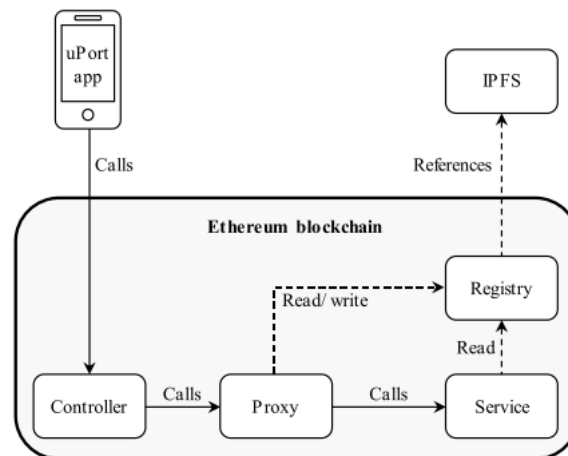 uPort
app
IPFS
Calls
References
Ethereum blockchain
Read/ write
Registry
Read
Controller
Calls
Proxy
Calls
Service